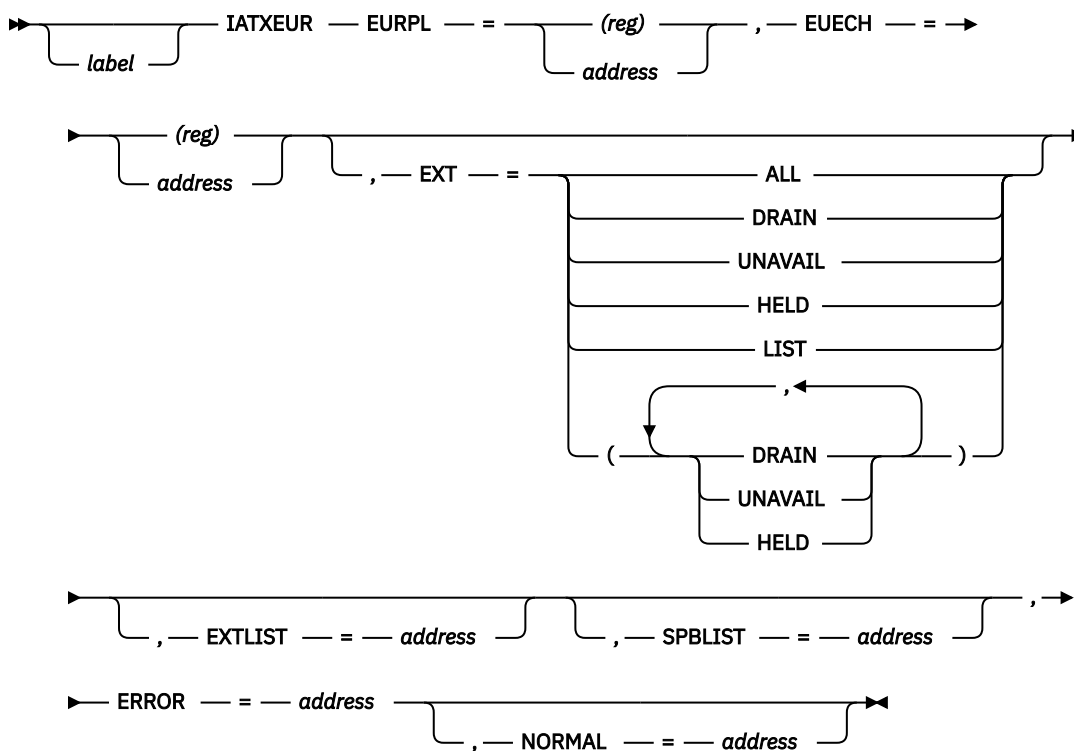 IATXEUR EURPL = (reg) , EUECH =
label address
(reg)
address , EXT = ALL
DRAIN
UNAVAIL
HELD
LIST
,
( DRAIN )
UNAVAIL
HELD
,
, EXTLIST = address , SPBLIST = address
ERROR = address
, NORMAL = address